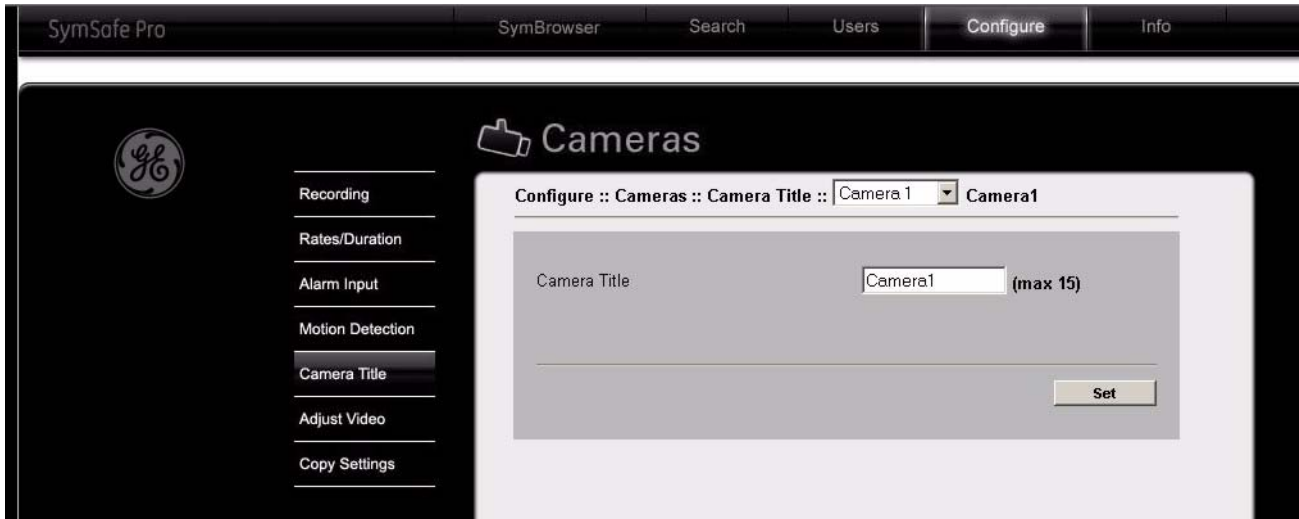 SymSafe Pro
SymBrowser Search Users Configure Info
GE
Cameras
Recording
Rates/Duration
Alarm Input
Motion Detection
Camera Title
Adjust Video
Copy Settings
Configure :: Cameras :: Camera Title :: Camera 1 Camera1
Camera Title Camera1 (max 15)
Set